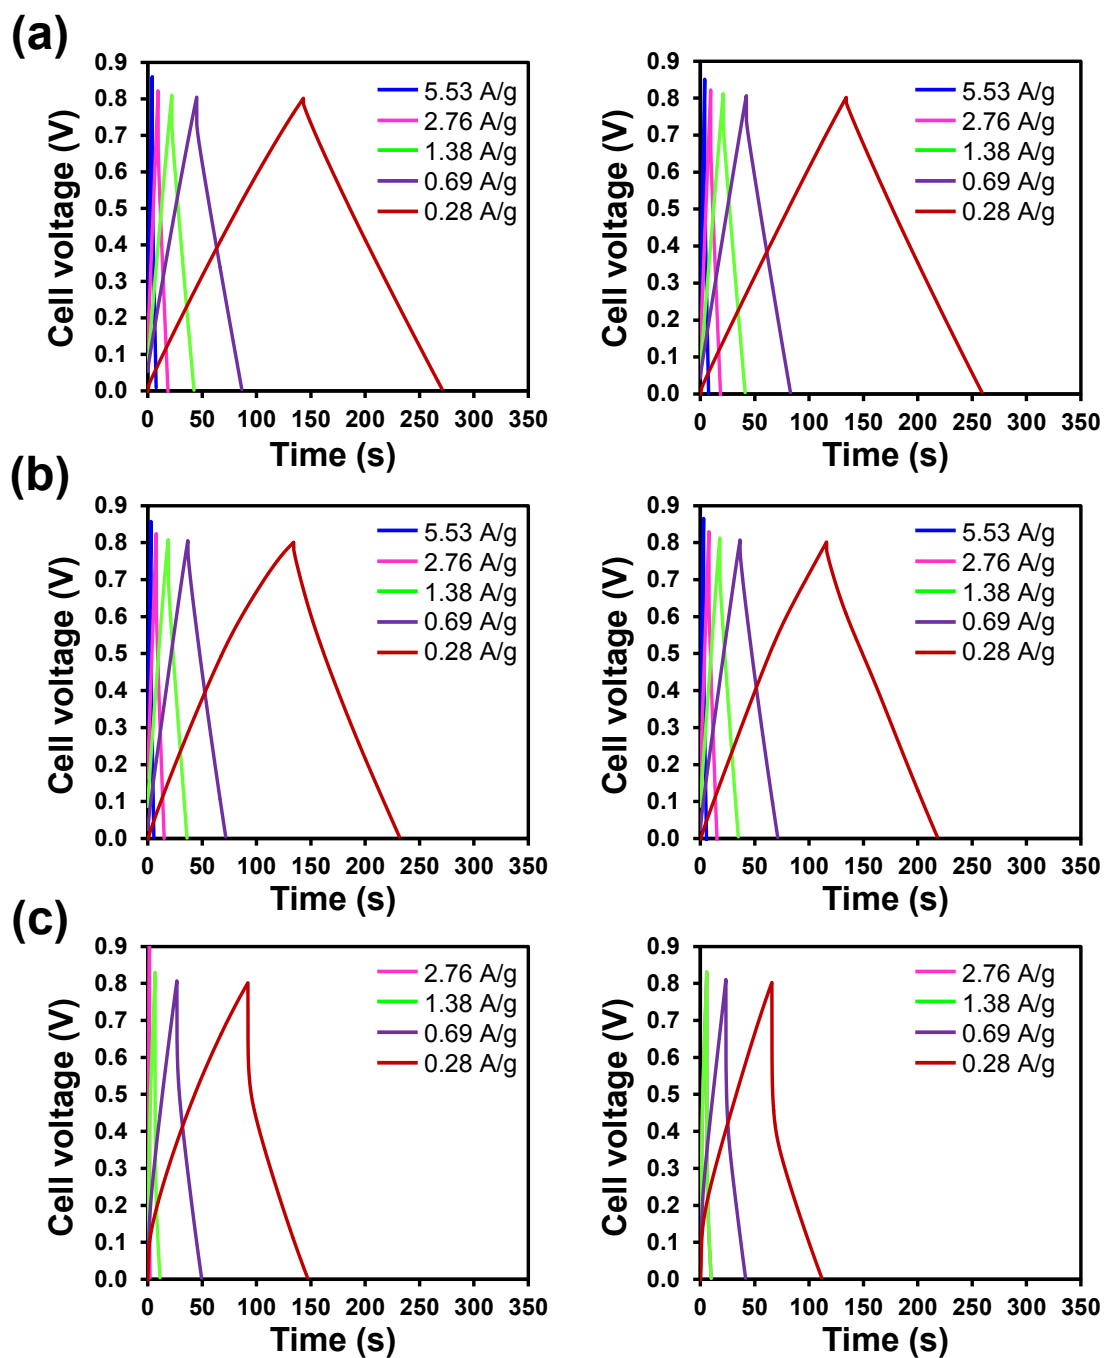 (a)
0.9
0.8
0.7
0.6
0.5
0.4
0.3
0.2
0.1
0.0
Cell voltage (V)
5.53 A/g
2.76 A/g
1.38 A/g
0.69 A/g
0.28 A/g
0 50 100 150 200 250 300 350
Time (s)
0.9
0.8
0.7
0.6
0.5
0.4
0.3
0.2
0.1
0.0
Cell voltage (V)
5.53 A/g
2.76 A/g
1.38 A/g
0.69 A/g
0.28 A/g
0 50 100 150 200 250 300 350
Time (s)
(b)
0.9
0.8
0.7
0.6
0.5
0.4
0.3
0.2
0.1
0.0
Cell voltage (V)
5.53 A/g
2.76 A/g
1.38 A/g
0.69 A/g
0.28 A/g
0 50 100 150 200 250 300 350
Time (s)
0.9
0.8
0.7
0.6
0.5
0.4
0.3
0.2
0.1
0.0
Cell voltage (V)
5.53 A/g
2.76 A/g
1.38 A/g
0.69 A/g
0.28 A/g
0 50 100 150 200 250 300 350
Time (s)
(c)
0.9
0.8
0.7
0.6
0.5
0.4
0.3
0.2
0.1
0.0
Cell voltage (V)
2.76 A/g
1.38 A/g
0.69 A/g
0.28 A/g
0 50 100 150 200 250 300 350
Time (s)
0.9
0.8
0.7
0.6
0.5
0.4
0.3
0.2
0.1
0.0
Cell voltage (V)
2.76 A/g
1.38 A/g
0.69 A/g
0.28 A/g
0 50 100 150 200 250 300 350
Time (s)